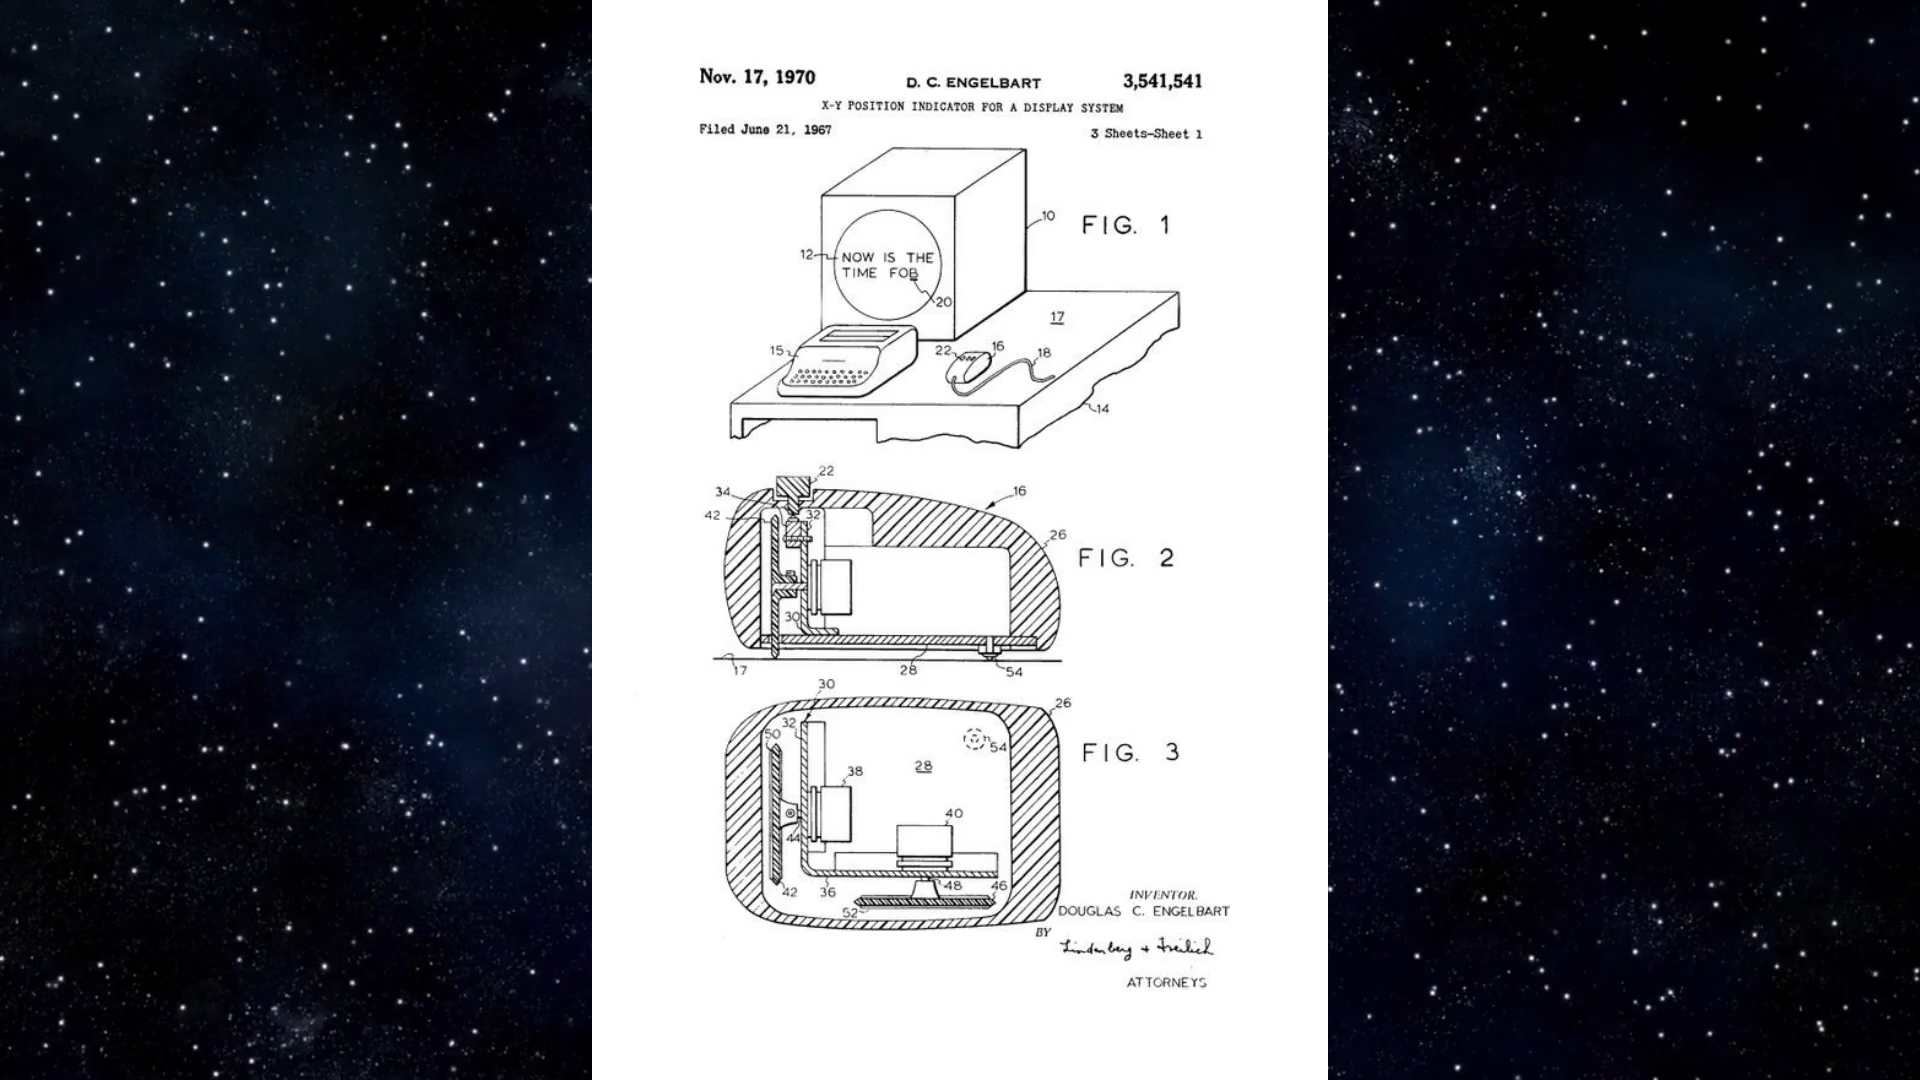 Nov. 17, 1970 D. C. ENGELBART 3,541,541
X-Y POSITION INDICATOR FOR A DISPLAY SYSTEM
Filed June 21, 1967 3 Sheets-Sheet 1
10
FIG. 1
12
NOW IS THE
TIME FOR
20
17
15
22 16 18
14
22
34
16
42 32
26
FIG. 2
30
17 28 54
30
26
32
50
54
FIG. 3
28
38
40
44
42 36 48 46
52
INVENTOR.
DOUGLAS C. ENGELBART
BY
Lindenberg + Freilich
ATTORNEYS